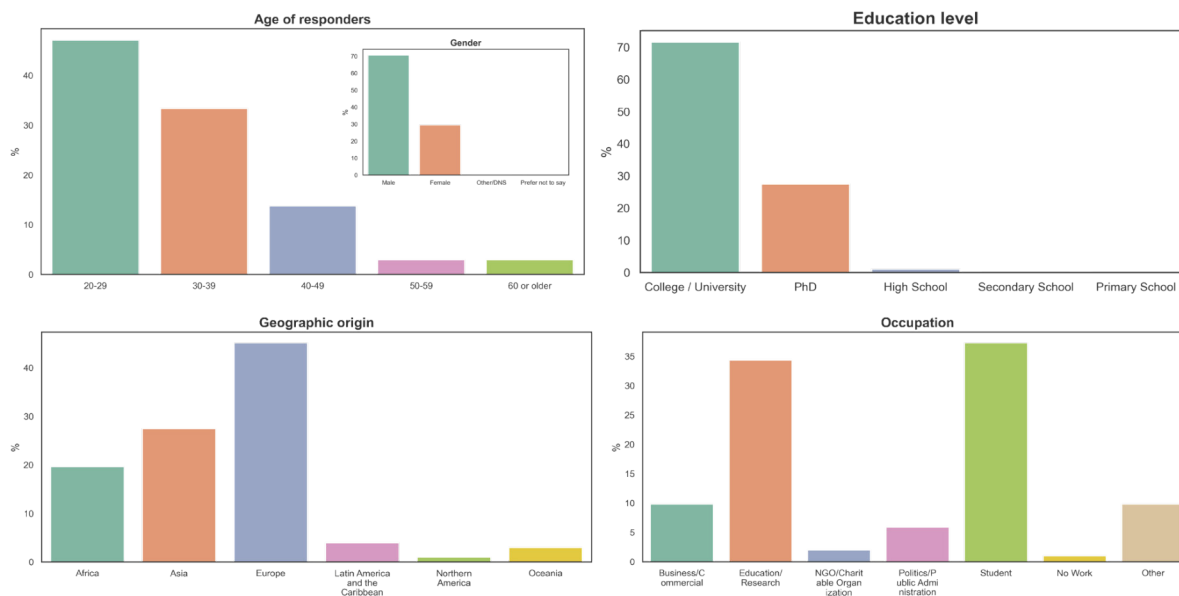 Age of responders
%
40
30
20
10
0
20-29 30-39 40-49 50-59 60 or older
Gender
%
70
60
50
40
30
20
10
0
Male Female Other/DNS Prefer not to say
Education level
%
70
60
50
40
30
20
10
0
College / University PhD High School Secondary School Primary School
Geographic origin
%
40
30
20
10
0
Africa Asia Europe Latin America
and the
Caribbean Northern
America Oceania
Occupation
%
35
30
25
20
15
10
5
0
Business/C
ommercial Education/
Research NGO/Charit
able Organ
ization Politics/P
ublic Admi
nistration Student No Work Other